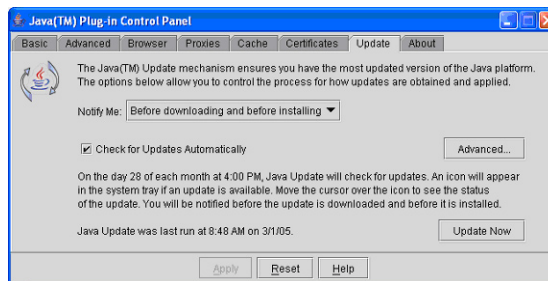 Java(TM) Plug-in Control Panel
Basic Advanced Browser Proxies Cache Certificates Update About
The Java(TM) Update mechanism ensures you have the most updated version of the Java platform.
The options below allow you to control the process for how updates are obtained and applied.
Notify Me: Before downloading and before installing
Check for Updates Automatically Advanced...
On the day 28 of each month at 4:00 PM, Java Update will check for updates. An icon will appear
in the system tray if an update is available. Move the cursor over the icon to see the status
of the update. You will be notified before the update is downloaded and before it is installed.
Java Update was last run at 8:48 AM on 3/1/05. Update Now
Apply Reset Help